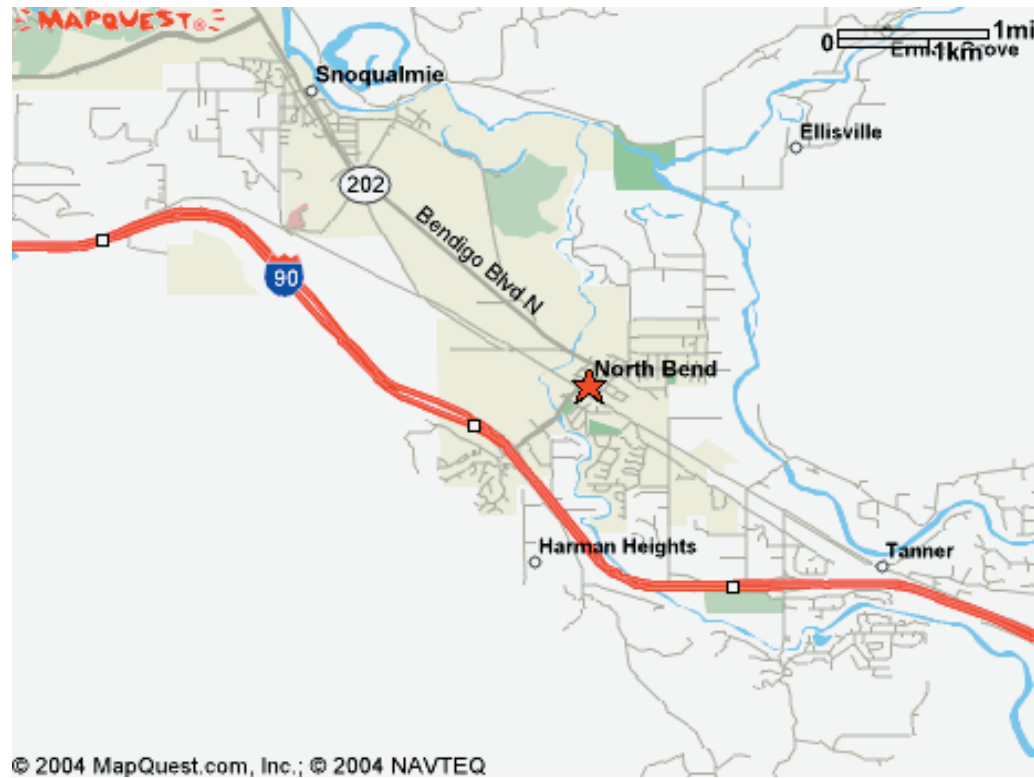 MAPQUEST®
0 1mi
1km
Snoqualmie
Ellisville
202
Bendigo Blvd N
90
North Bend
Harman Heights
Tanner
© 2004 MapQuest.com, Inc.; © 2004 NAVTEQ